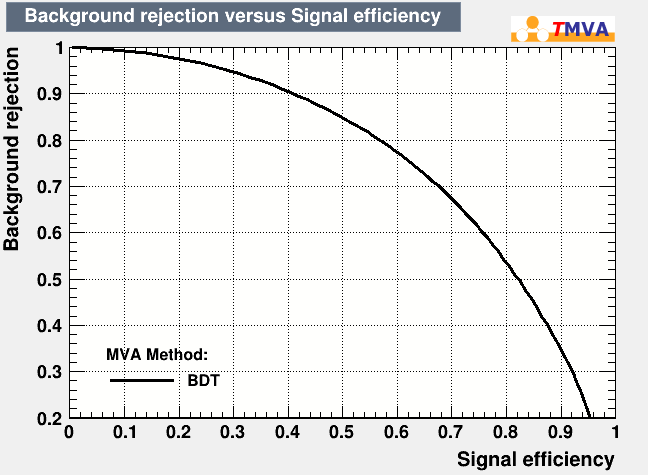 Background rejection versus Signal efficiency
TMVA
Background rejection
1
0.9
0.8
0.7
0.6
0.5
0.4
0.3
0.2
MVA Method:
BDT
0 0.1 0.2 0.3 0.4 0.5 0.6 0.7 0.8 0.9 1
Signal efficiency